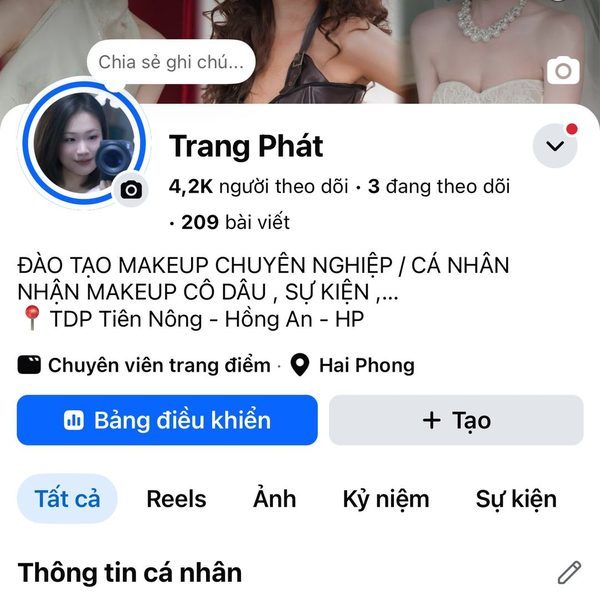 Chia sẻ ghi chú...
Trang Phát
4,2K người theo dõi • 3 đang theo dõi
• 209 bài viết
ĐÀO TẠO MAKEUP CHUYÊN NGHIỆP / CÁ NHÂN
NHẬN MAKEUP CÔ DÂU , SỰ KIỆN ,...
📍 TDP Tiên Nông - Hồng An - HP
Chuyên viên trang điểm · Hai Phong
Bảng điều khiển
+ Tạo
Tất cả Reels Ảnh Kỷ niệm Sự kiện
Thông tin cá nhân